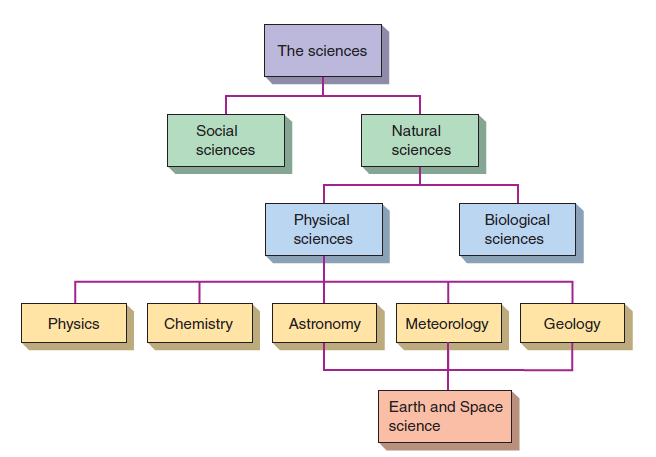 The sciences
Social
sciences
Natural
sciences
Physical
sciences
Biological
sciences
Physics
Chemistry
Astronomy
Meteorology
Geology
Earth and Space
science